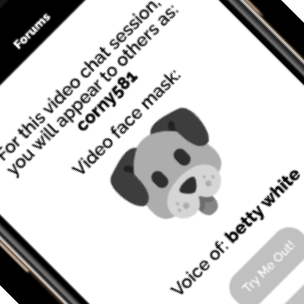 Forums
For this video chat session,
you will appear to others as:
corny581
Video face mask:
Voice of: betty white
Try Me Out!